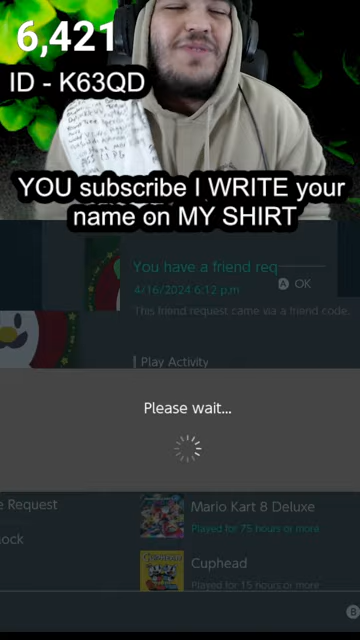 6,421
ID - K63QD
YOU subscribe I WRITE your
name on MY SHIRT
You have a friend req
4/16/2024 6:12 p.m
A OK
This friend request came via a friend code.
Play Activity
Please wait...
e Request
Mario Kart 8 Deluxe
Played for 75 hours or more
lock
Cuphead
Played for 15 hours or more
B